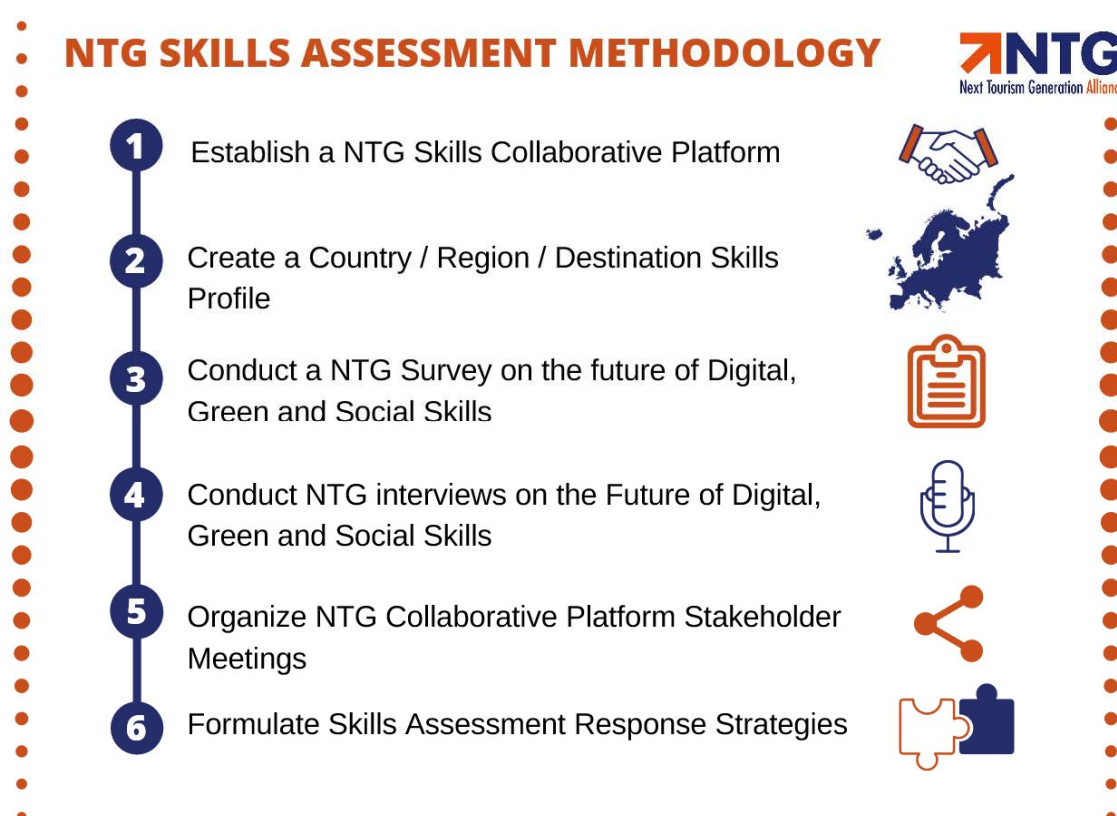 NTG SKILLS ASSESSMENT METHODOLOGY
NTG
Next Tourism Generation Allianc
1
Establish a NTG Skills Collaborative Platform
2
Create a Country / Region / Destination Skills
Profile
3
Conduct a NTG Survey on the future of Digital,
Green and Social Skills
4
Conduct NTG interviews on the Future of Digital,
Green and Social Skills
5
Organize NTG Collaborative Platform Stakeholder
Meetings
6
Formulate Skills Assessment Response Strategies